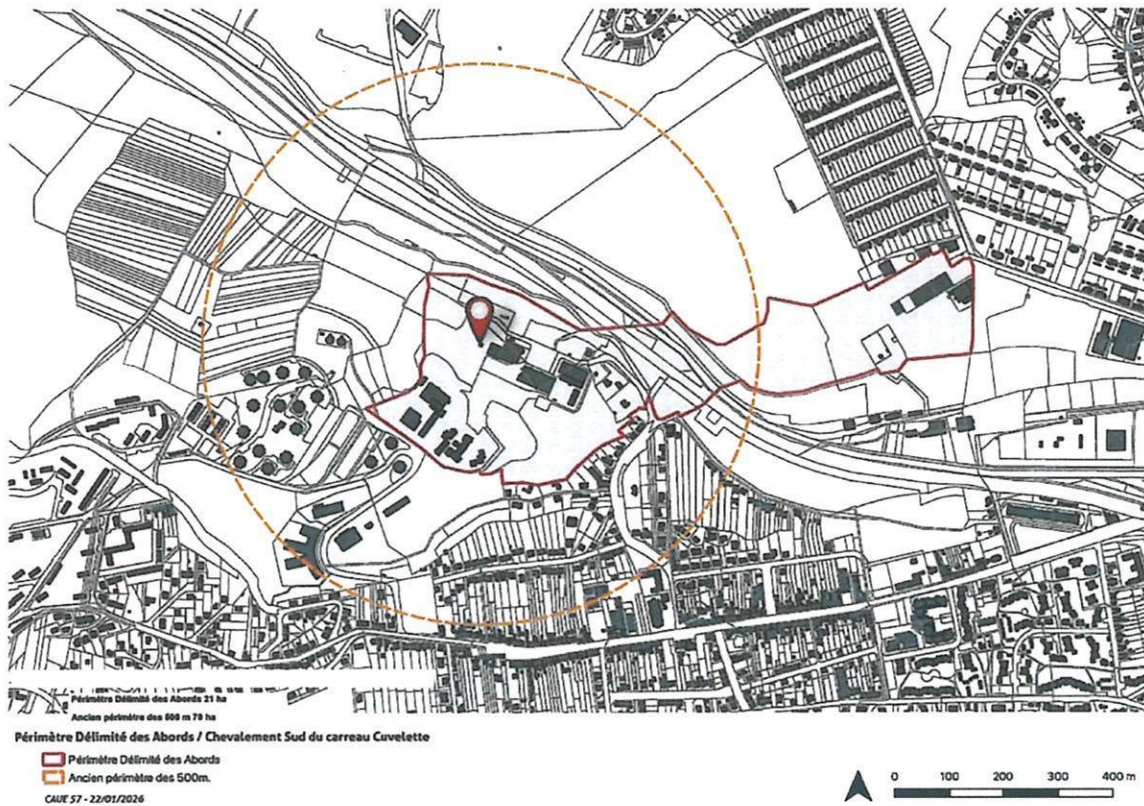 Périmètre Délimité des Abords 21 ha
Ancien périmètre des 500 m 79 ha
Périmètre Délimité des Abords / Chevalement Sud du carreau Cuvelette
Périmètre Délimité des Abords
Ancien périmètre des 500m.
CAUE 57 - 22/01/2026
0 100 200 300 400 m